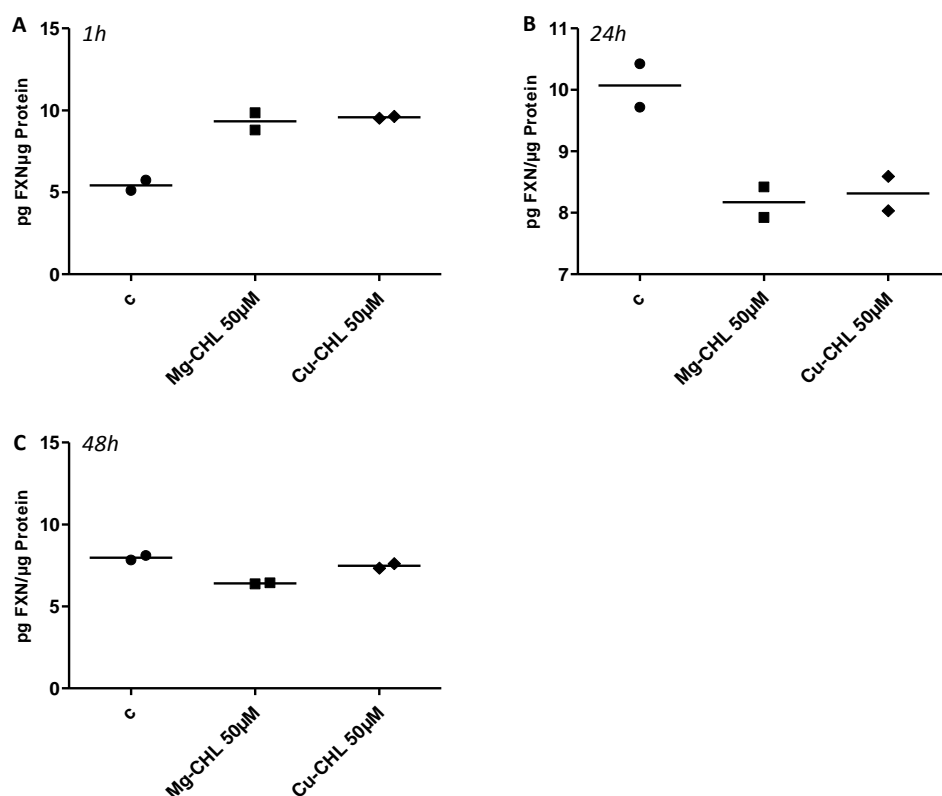 A
1h
pg FXNµg Protein
15
10
5
0
c
Mg-CHL 50µM
Cu-CHL 50µM
B
24h
pg FXN/µg Protein
11
10
9
8
7
c
Mg-CHL 50µM
Cu-CHL 50µM
C
48h
pg FXN/µg Protein
15
10
5
0
c
Mg-CHL 50µM
Cu-CHL 50µM